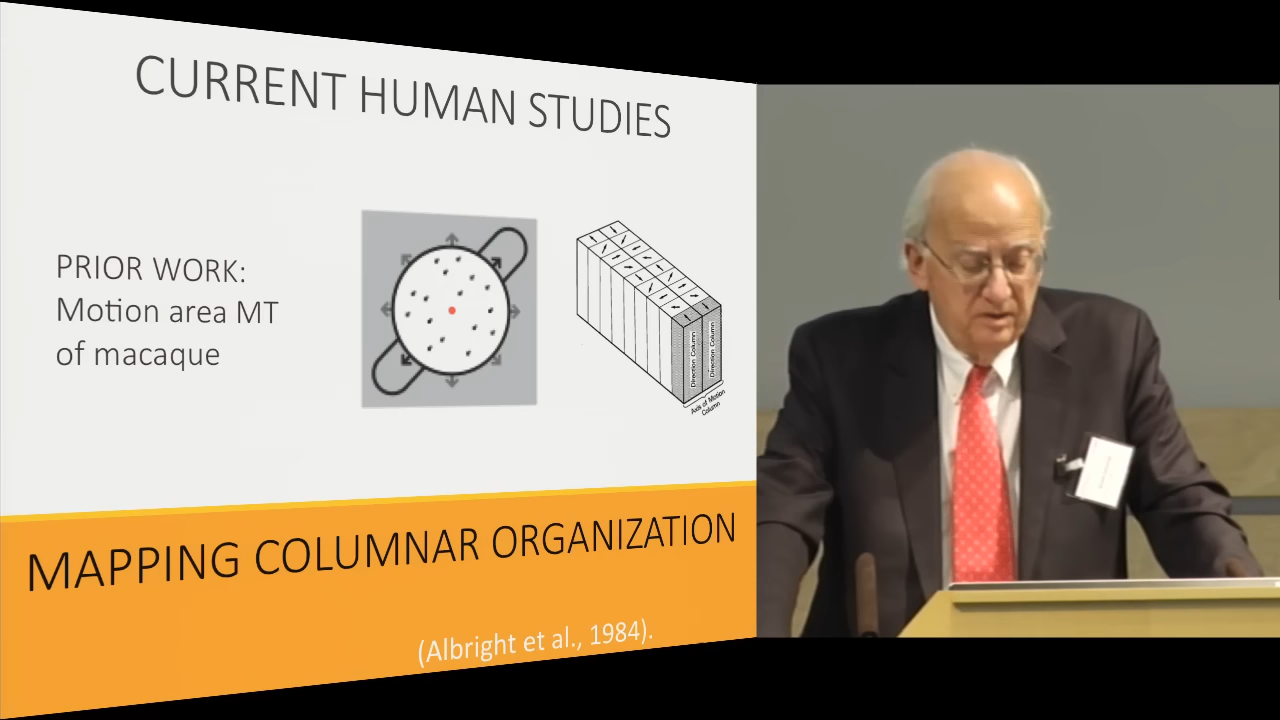 CURRENT HUMAN STUDIES
PRIOR WORK:
Motion area MT
of macaque
Direction Column
Direction Column
Axis of Motion
Column
MAPPING COLUMNAR ORGANIZATION
(Albright et al., 1984).